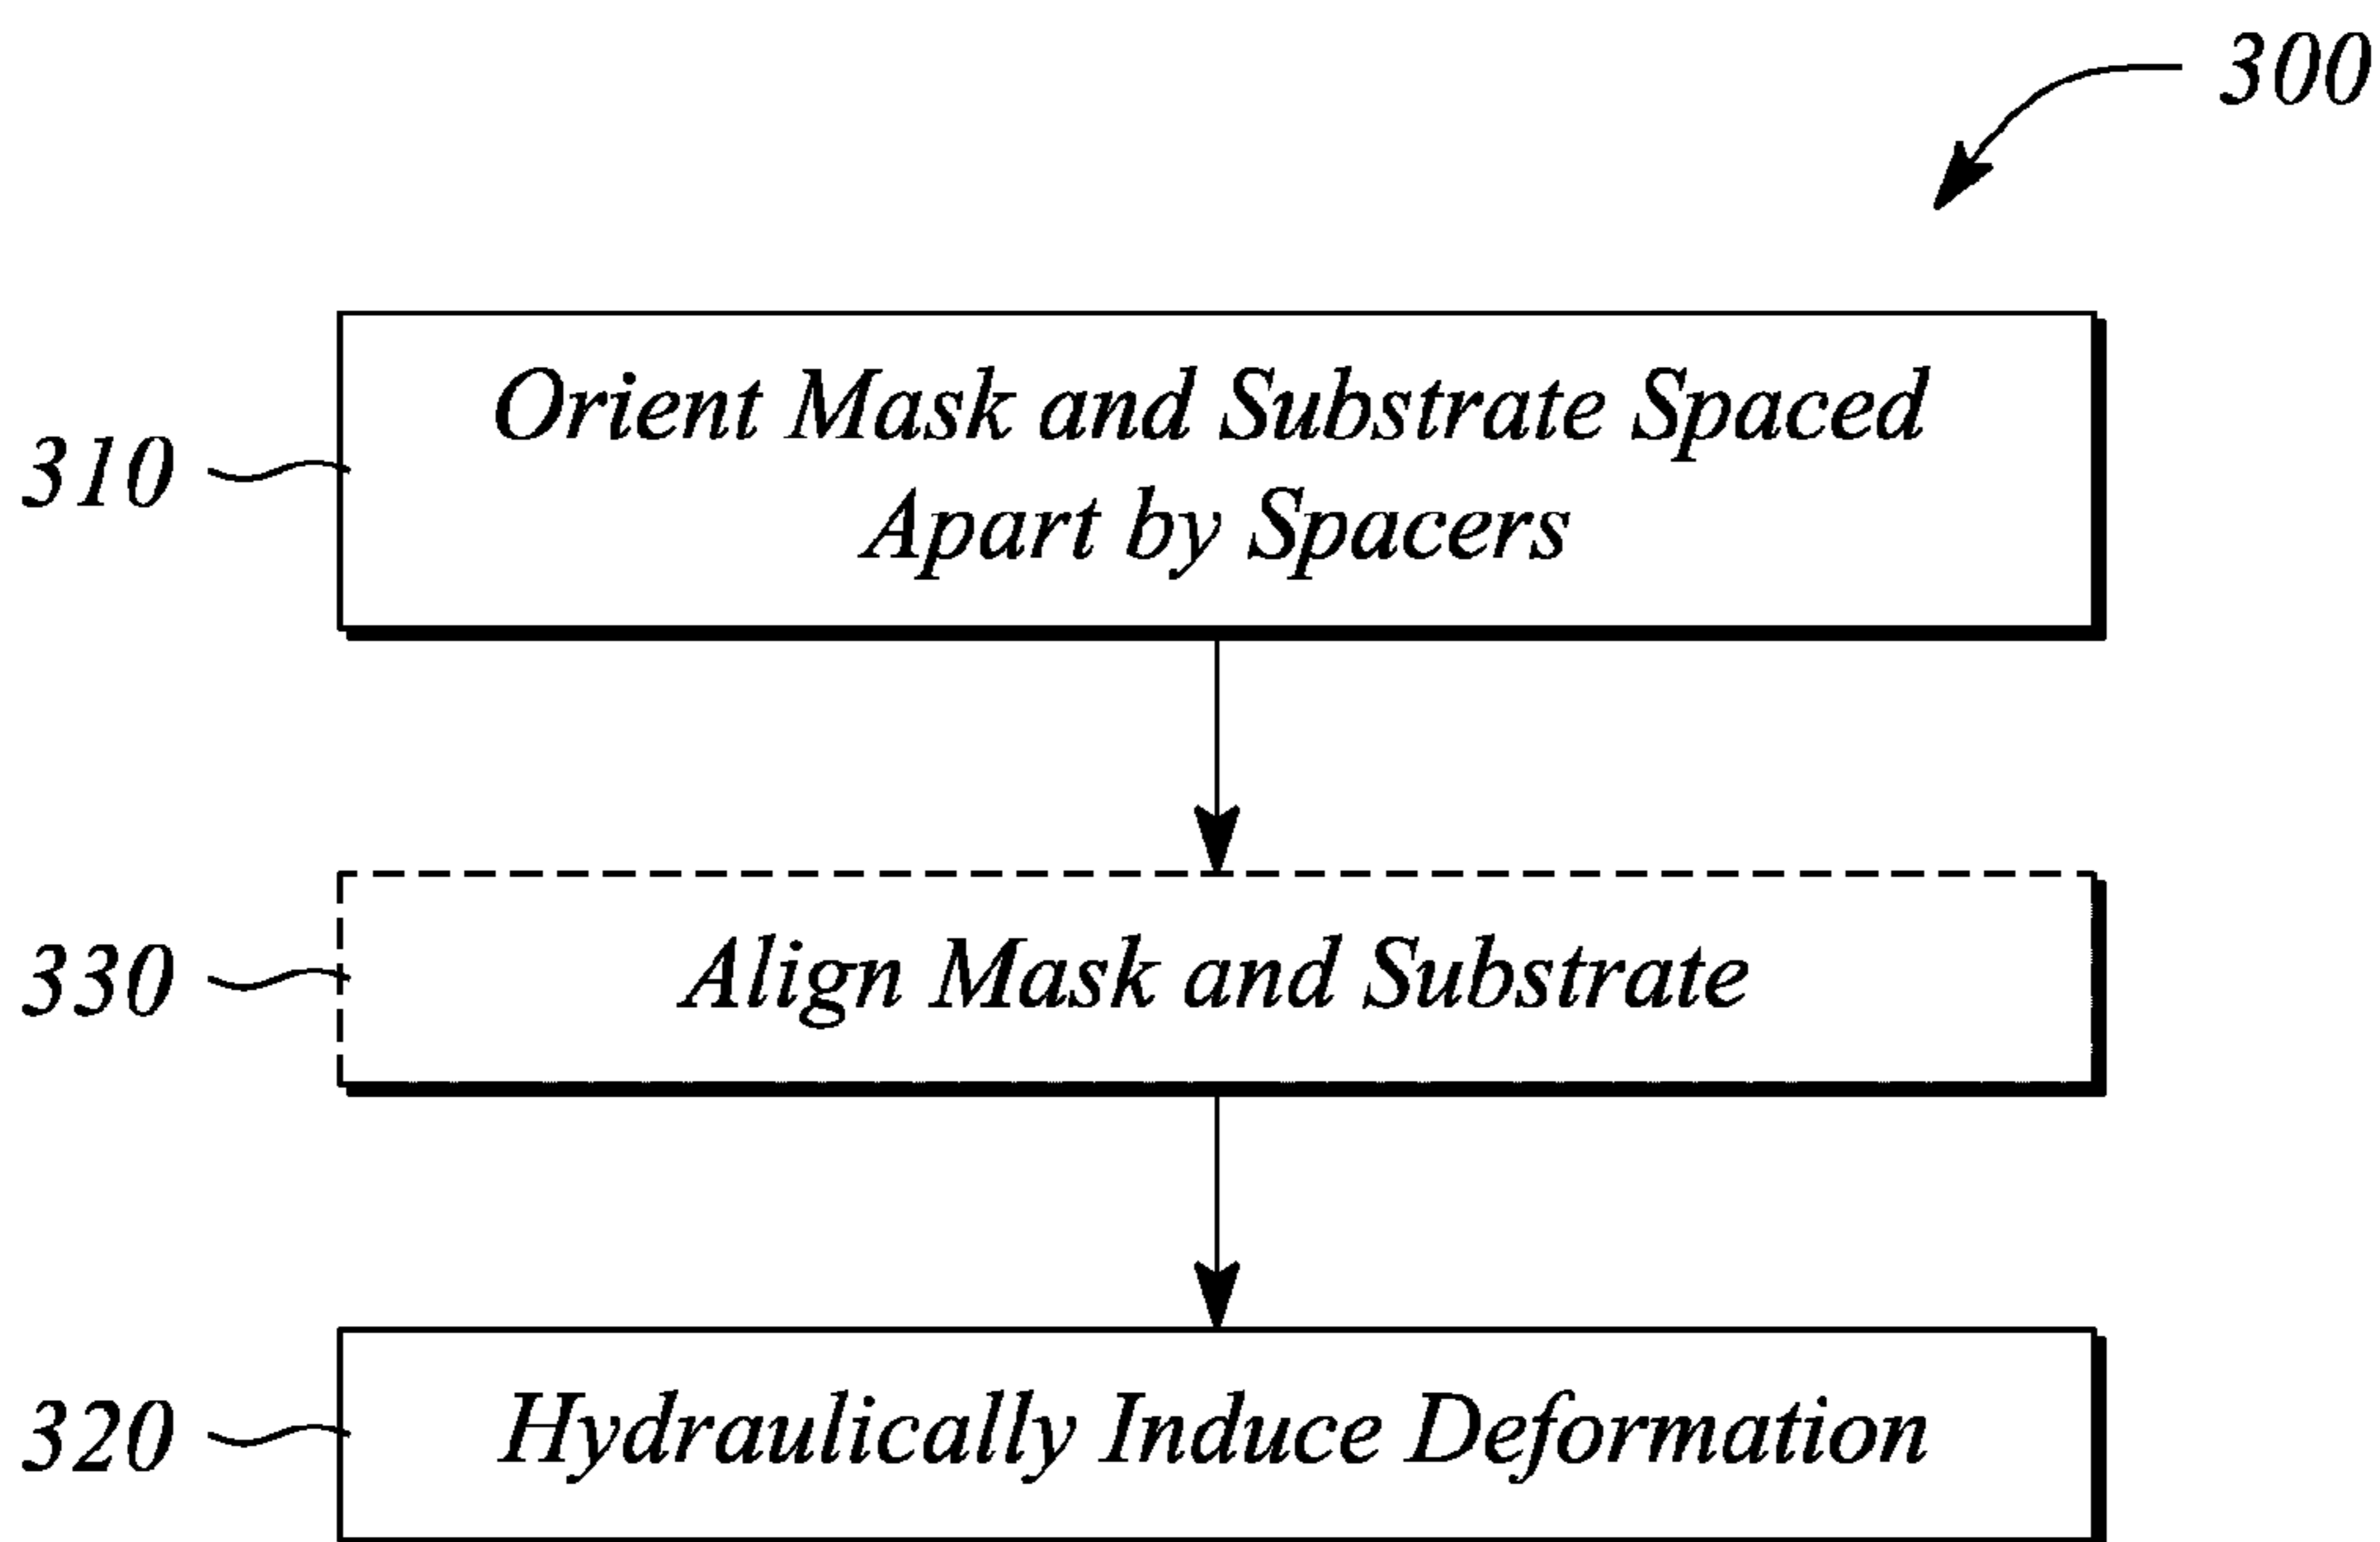 300
310
Orient Mask and Substrate Spaced
Apart by Spacers
330
Align Mask and Substrate
320
Hydraulically Induce Deformation